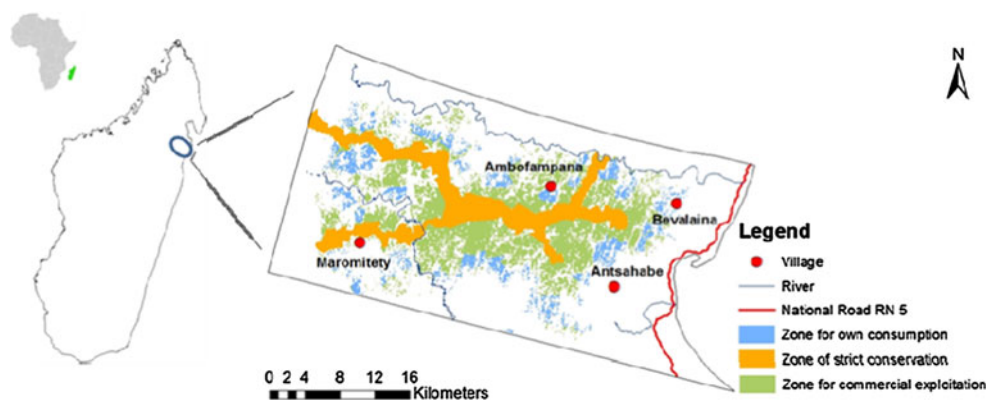 N
Ambofampana
Bevalaina
Maromitety
Antsahabe
Legend
Village
River
National Road RN 5
Zone for own consumption
Zone of strict conservation
Zone for commercial exploitation
0 2 4 8 12 16
Kilometers